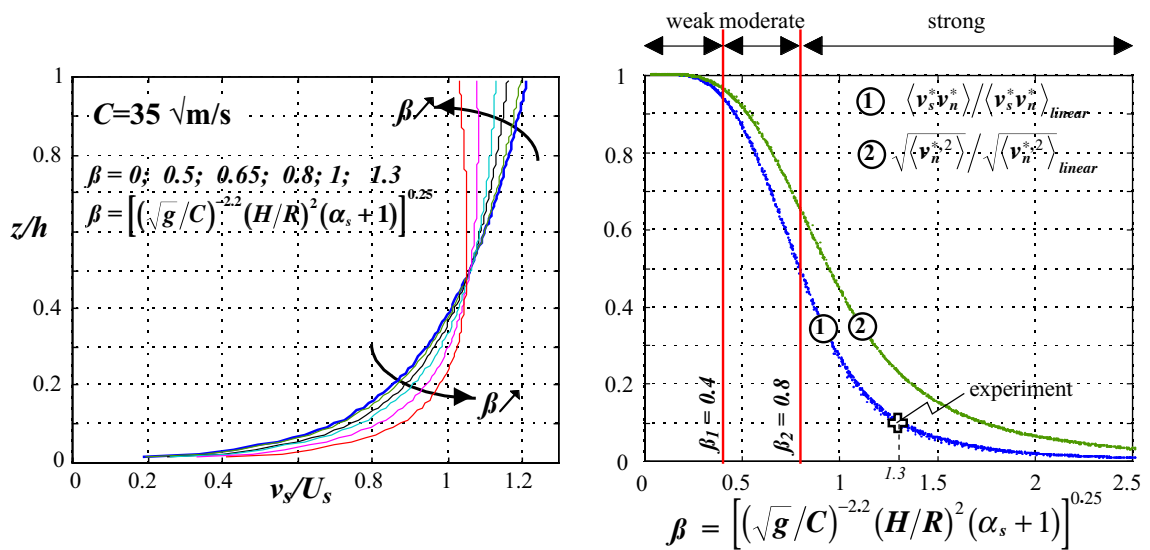 C=35 √m/s
β↗
ß = 0; 0.5; 0.65; 0.8; 1; 1.3
ß = [(√g/C)^-2.2 (H/R)^2 (α_s + 1)]^0.25
z/h
1
0.8
0.4
0.2
0
β↗
0 0.2 0.4 0.6 0.8 1.0 1.2
v_s/U_s
weak moderate strong
1
0.8
0.6
0.4
0.2
0
① ⟨v_s^* v_n^*⟩/⟨v_s^* v_n^*⟩_linear
② √⟨v_n^*2⟩/√⟨v_n^*2⟩_linear
① ②
experiment
β_1 = 0.4
β_2 = 0.8
1.3
0 0.5 1 1.5 2 2.5
ß = [(√g/C)^-2.2 (H/R)^2 (α_s + 1)]^0.25